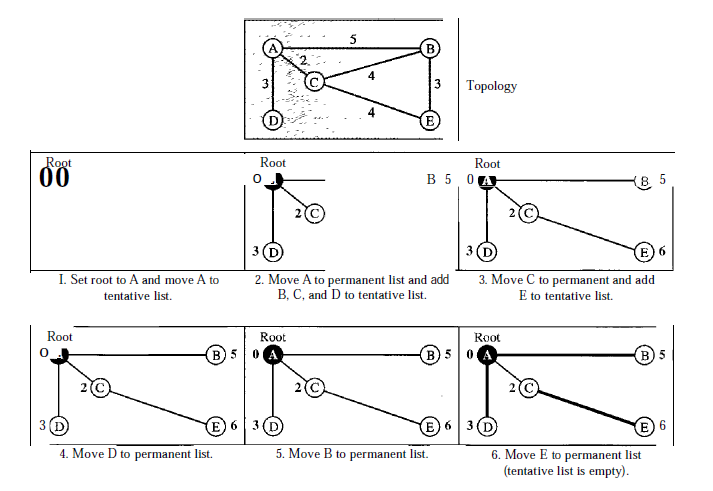 5
A B
2
C
3 4 3
4
D E
Topology
Root
00
Root
0
B 5
2 C
3 D
Root
0 A B 5
2 C
3 D E 6
1. Set root to A and move A to
tentative list.
2. Move A to permanent list and add
B, C, and D to tentative list.
3. Move C to permanent and add
E to tentative list.
Root
0 B 5
2 C
3 D E 6
Root
0 A B 5
2 C
3 D E 6
Root
0 A B 5
2 C
3 D E 6
4. Move D to permanent list.
5. Move B to permanent list.
6. Move E to permanent list
(tentative list is empty).